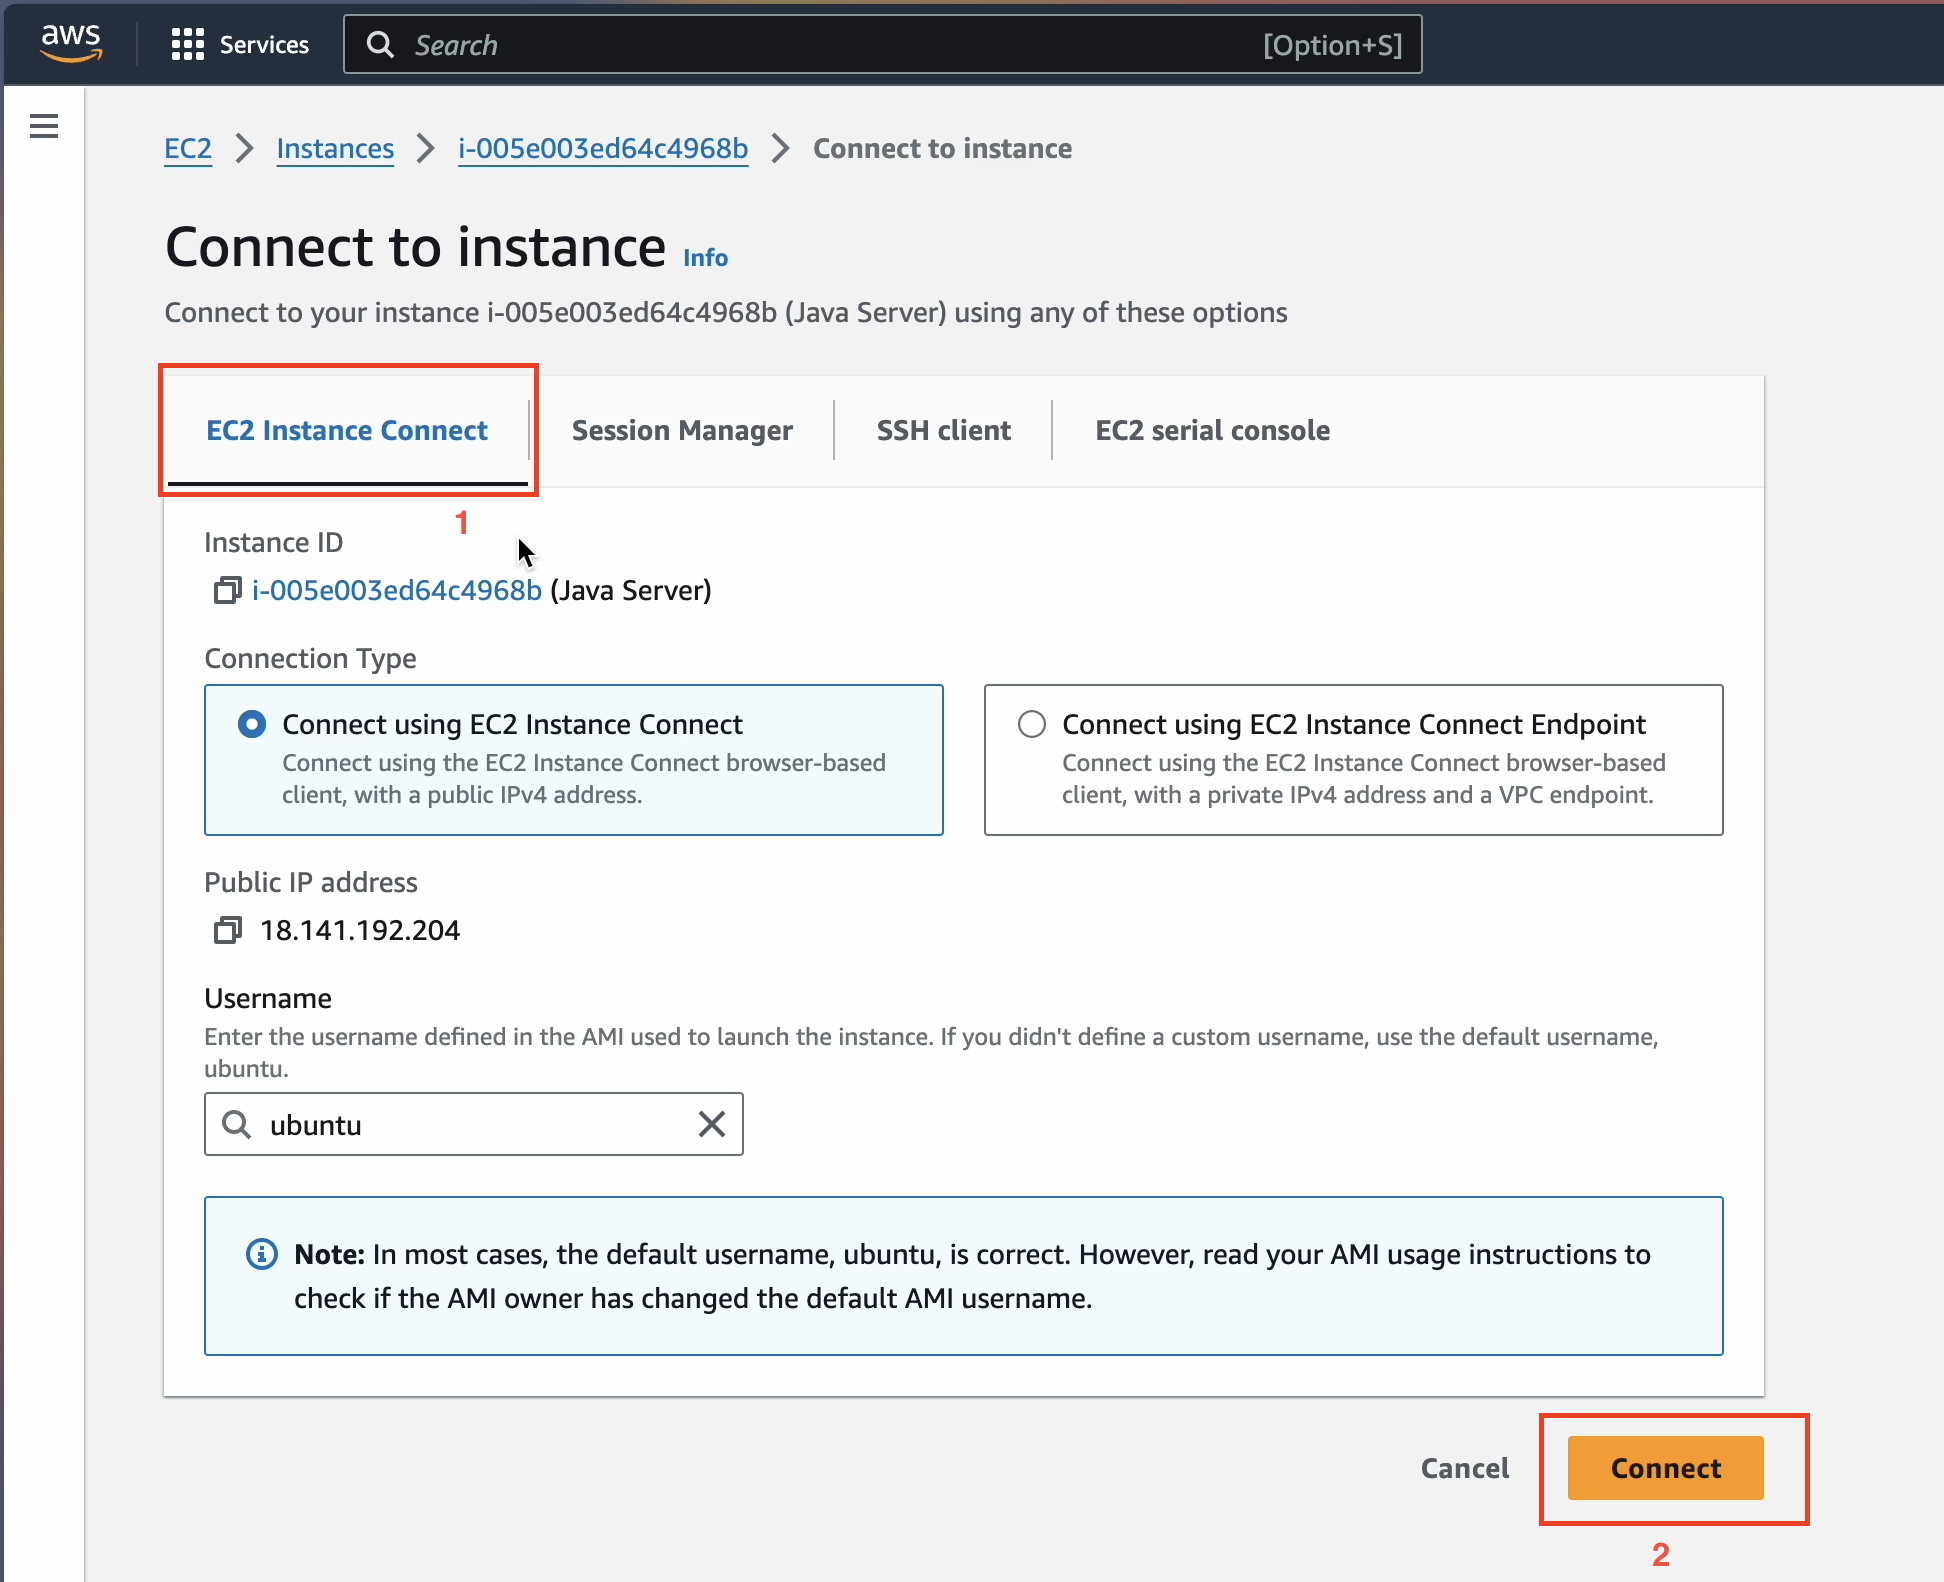 aws
Services
Search
[Option+S]
EC2 > Instances > i-005e003ed64c4968b > Connect to instance
Connect to instance Info
Connect to your instance i-005e003ed64c4968b (Java Server) using any of these options
EC2 Instance Connect
Session Manager
SSH client
EC2 serial console
1
Instance ID
i-005e003ed64c4968b (Java Server)
Connection Type
Connect using EC2 Instance Connect
Connect using the EC2 Instance Connect browser-based
client, with a public IPv4 address.
Connect using EC2 Instance Connect Endpoint
Connect using the EC2 Instance Connect browser-based
client, with a private IPv4 address and a VPC endpoint.
Public IP address
18.141.192.204
Username
Enter the username defined in the AMI used to launch the instance. If you didn't define a custom username, use the default username,
ubuntu.
ubuntu
Note: In most cases, the default username, ubuntu, is correct. However, read your AMI usage instructions to
check if the AMI owner has changed the default AMI username.
Cancel
Connect
2